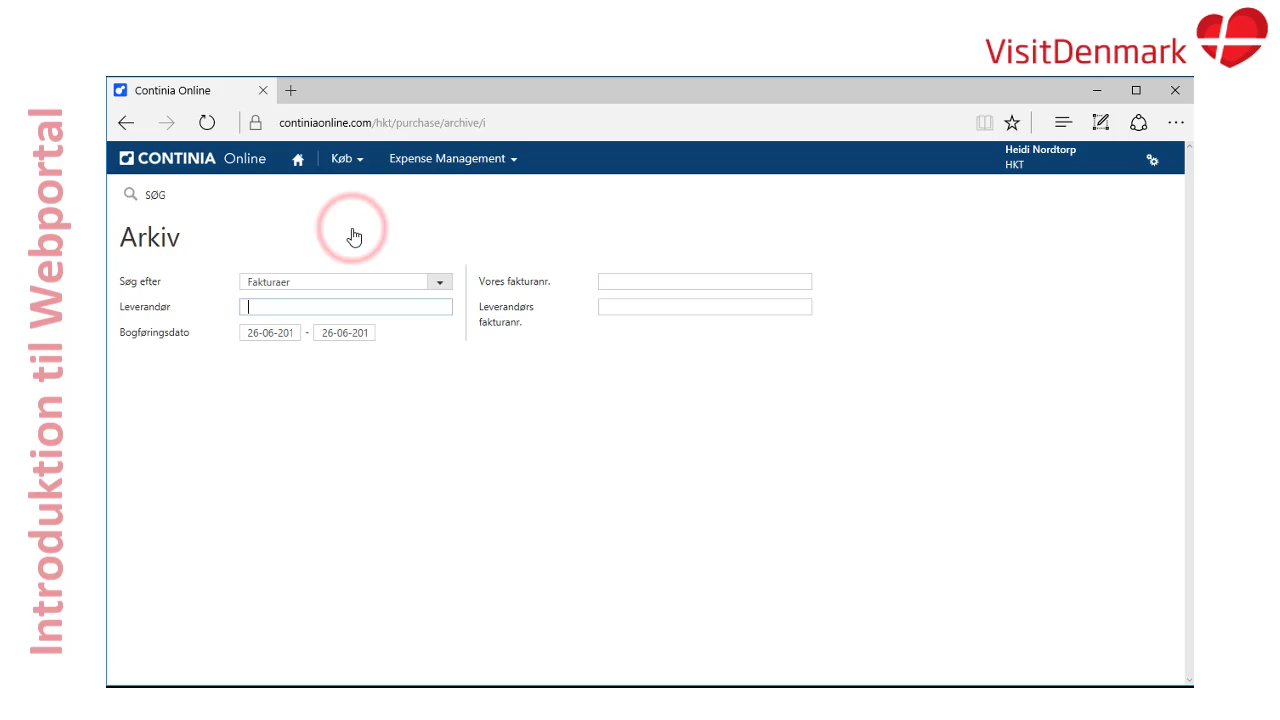 VisitDenmark
Introduktion til Webportal
Continia Online
continiaonline.com/hkt/purchase/archive/i
CONTINIA Online
Køb
Expense Management
Heidi Nordtorp
HKT
SØG
Arkiv
Søg efter
Fakturaer
Vores fakturanr.
Leverandør
Leverandørs
fakturanr.
Bogføringsdato
26-06-201 - 26-06-201